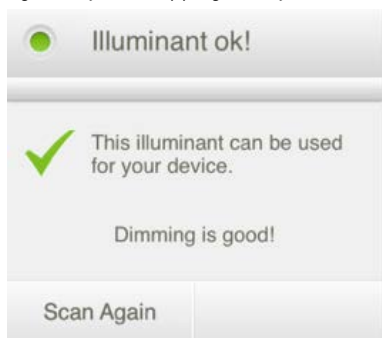 Illuminant ok!
This illuminant can be used
for your device.
Dimming is good!
Scan Again